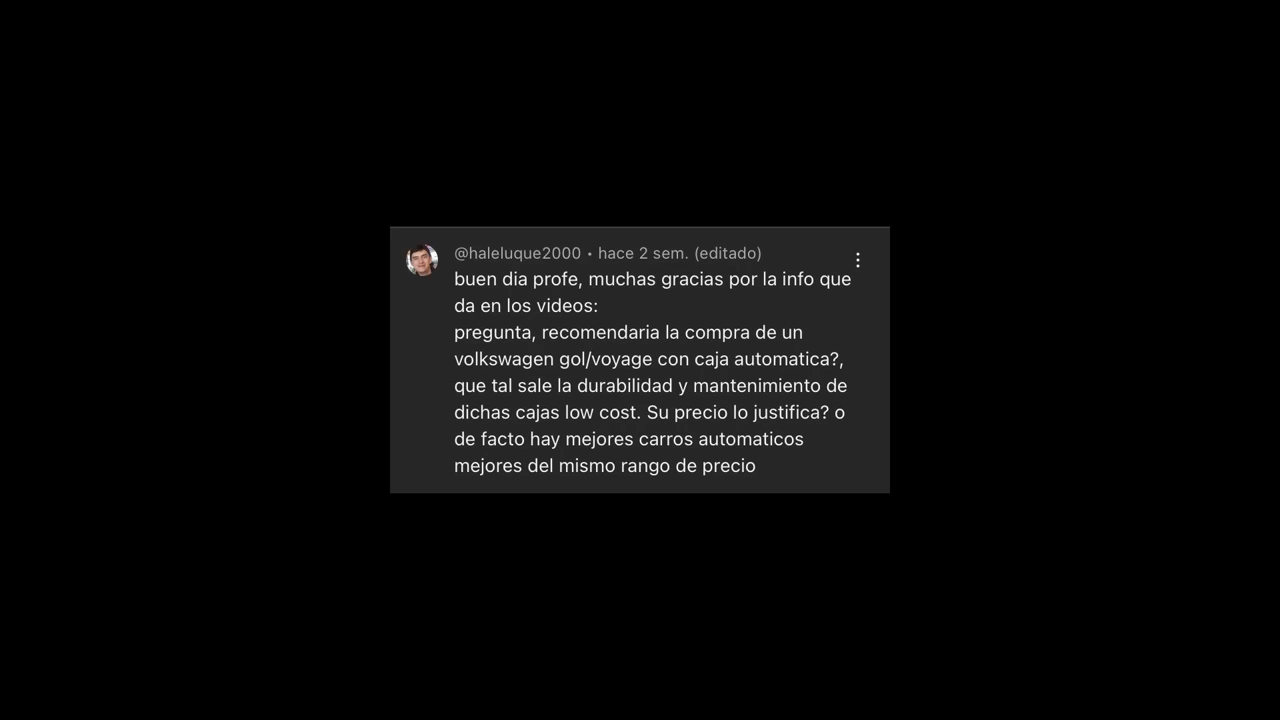 @haleluque2000 • hace 2 sem. (editado)
buen dia profe, muchas gracias por la info que
da en los videos:
pregunta, recomendaria la compra de un
volkswagen gol/voyage con caja automatica?,
que tal sale la durabilidad y mantenimiento de
dichas cajas low cost. Su precio lo justifica? o
de facto hay mejores carros automaticos
mejores del mismo rango de precio